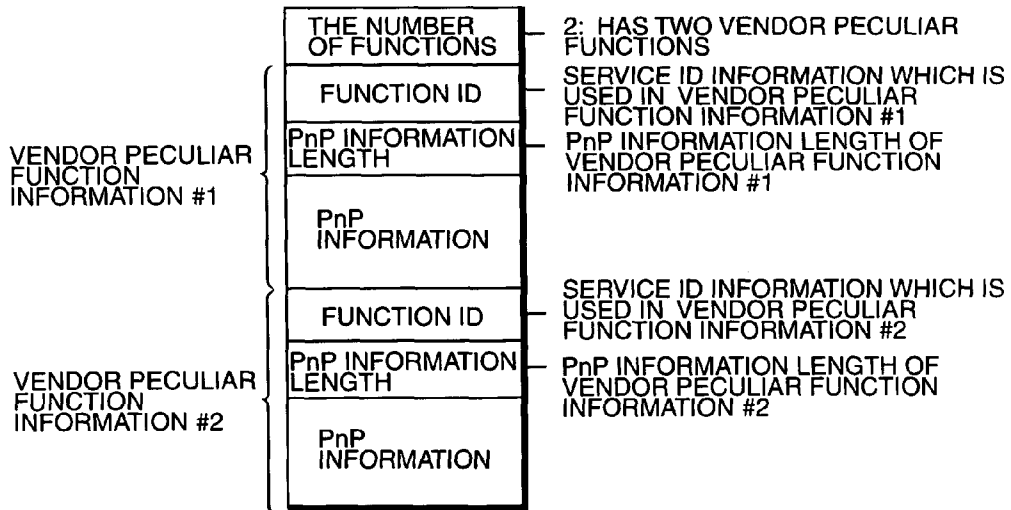 THE NUMBER
OF FUNCTIONS
2: HAS TWO VENDOR PECULIAR
FUNCTIONS
VENDOR PECULIAR
FUNCTION
INFORMATION #1
FUNCTION ID
SERVICE ID INFORMATION WHICH IS
USED IN VENDOR PECULIAR
FUNCTION INFORMATION #1
PnP INFORMATION
LENGTH
PnP INFORMATION LENGTH OF
VENDOR PECULIAR FUNCTION
INFORMATION #1
PnP
INFORMATION
VENDOR PECULIAR
FUNCTION
INFORMATION #2
FUNCTION ID
SERVICE ID INFORMATION WHICH IS
USED IN VENDOR PECULIAR
FUNCTION INFORMATION #2
PnP INFORMATION
LENGTH
PnP INFORMATION LENGTH OF
VENDOR PECULIAR FUNCTION
INFORMATION #2
PnP
INFORMATION